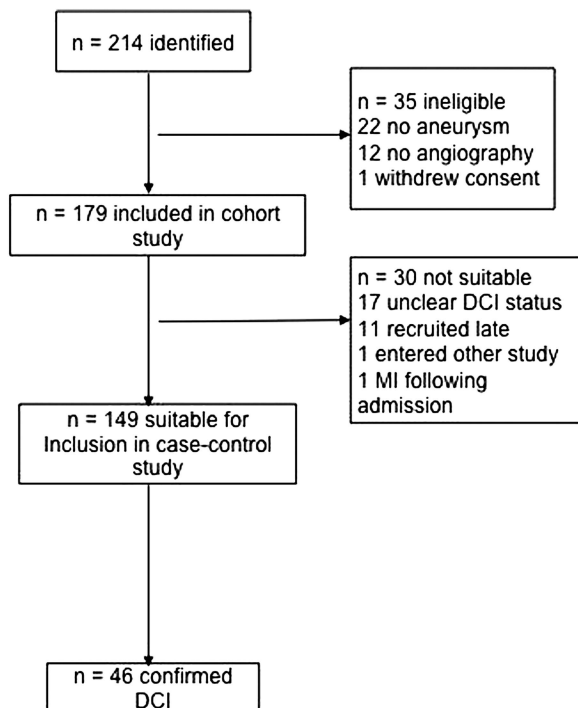 n = 214 identified
n = 35 ineligible
22 no aneurysm
12 no angiography
1 withdrew consent
n = 179 included in cohort
study
n = 30 not suitable
17 unclear DCI status
11 recruited late
1 entered other study
1 MI following
admission
n = 149 suitable for
Inclusion in case-control
study
n = 46 confirmed
DCI